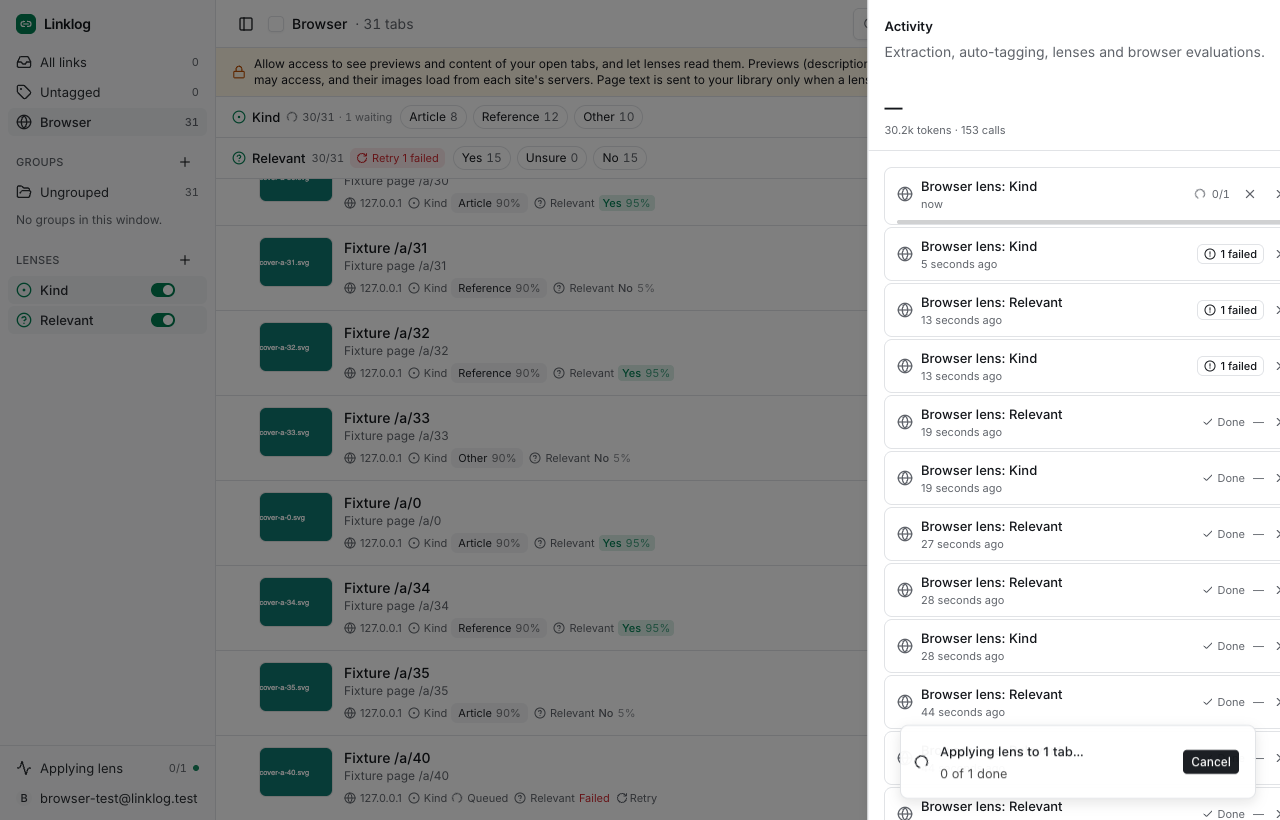 Linklog
All links 0
Untagged 0
Browser 31
GROUPS
Ungrouped 31
No groups in this window.
LENSES
Kind
Relevant
Applying lens 0/1
B browser-test@linklog.test
Browser · 31 tabs
Allow access to see previews and content of your open tabs, and let lenses read them. Previews (description
may access, and their images load from each site's servers. Page text is sent to your library only when a lens
Kind 30/31 · 1 waiting Article 8 Reference 12 Other 10
Relevant 30/31 Retry 1 failed Yes 15 Unsure 0 No 15
Fixture page /a/30
127.0.0.1 Kind Article 90% Relevant Yes 95%
cover-a-31.svg
Fixture /a/31
Fixture page /a/31
127.0.0.1 Kind Reference 90% Relevant No 5%
cover-a-32.svg
Fixture /a/32
Fixture page /a/32
127.0.0.1 Kind Reference 90% Relevant Yes 95%
cover-a-33.svg
Fixture /a/33
Fixture page /a/33
127.0.0.1 Kind Other 90% Relevant No 5%
cover-a-0.svg
Fixture /a/0
Fixture page /a/0
127.0.0.1 Kind Article 90% Relevant Yes 95%
cover-a-34.svg
Fixture /a/34
Fixture page /a/34
127.0.0.1 Kind Reference 90% Relevant Yes 95%
cover-a-35.svg
Fixture /a/35
Fixture page /a/35
127.0.0.1 Kind Article 90% Relevant No 5%
cover-a-40.svg
Fixture /a/40
Fixture page /a/40
127.0.0.1 Kind Queued Relevant Failed Retry
Activity
Extraction, auto-tagging, lenses and browser evaluations.
—
30.2k tokens · 153 calls
Browser lens: Kind
now
0/1
Browser lens: Kind
5 seconds ago
1 failed
Browser lens: Relevant
13 seconds ago
1 failed
Browser lens: Kind
13 seconds ago
1 failed
Browser lens: Relevant
19 seconds ago
Done —
Browser lens: Kind
19 seconds ago
Done —
Browser lens: Relevant
27 seconds ago
Done —
Browser lens: Relevant
28 seconds ago
Done —
Browser lens: Kind
28 seconds ago
Done —
Browser lens: Relevant
44 seconds ago
Done —
Applying lens to 1 tab...
0 of 1 done
Cancel
Browser lens: Relevant
Done —